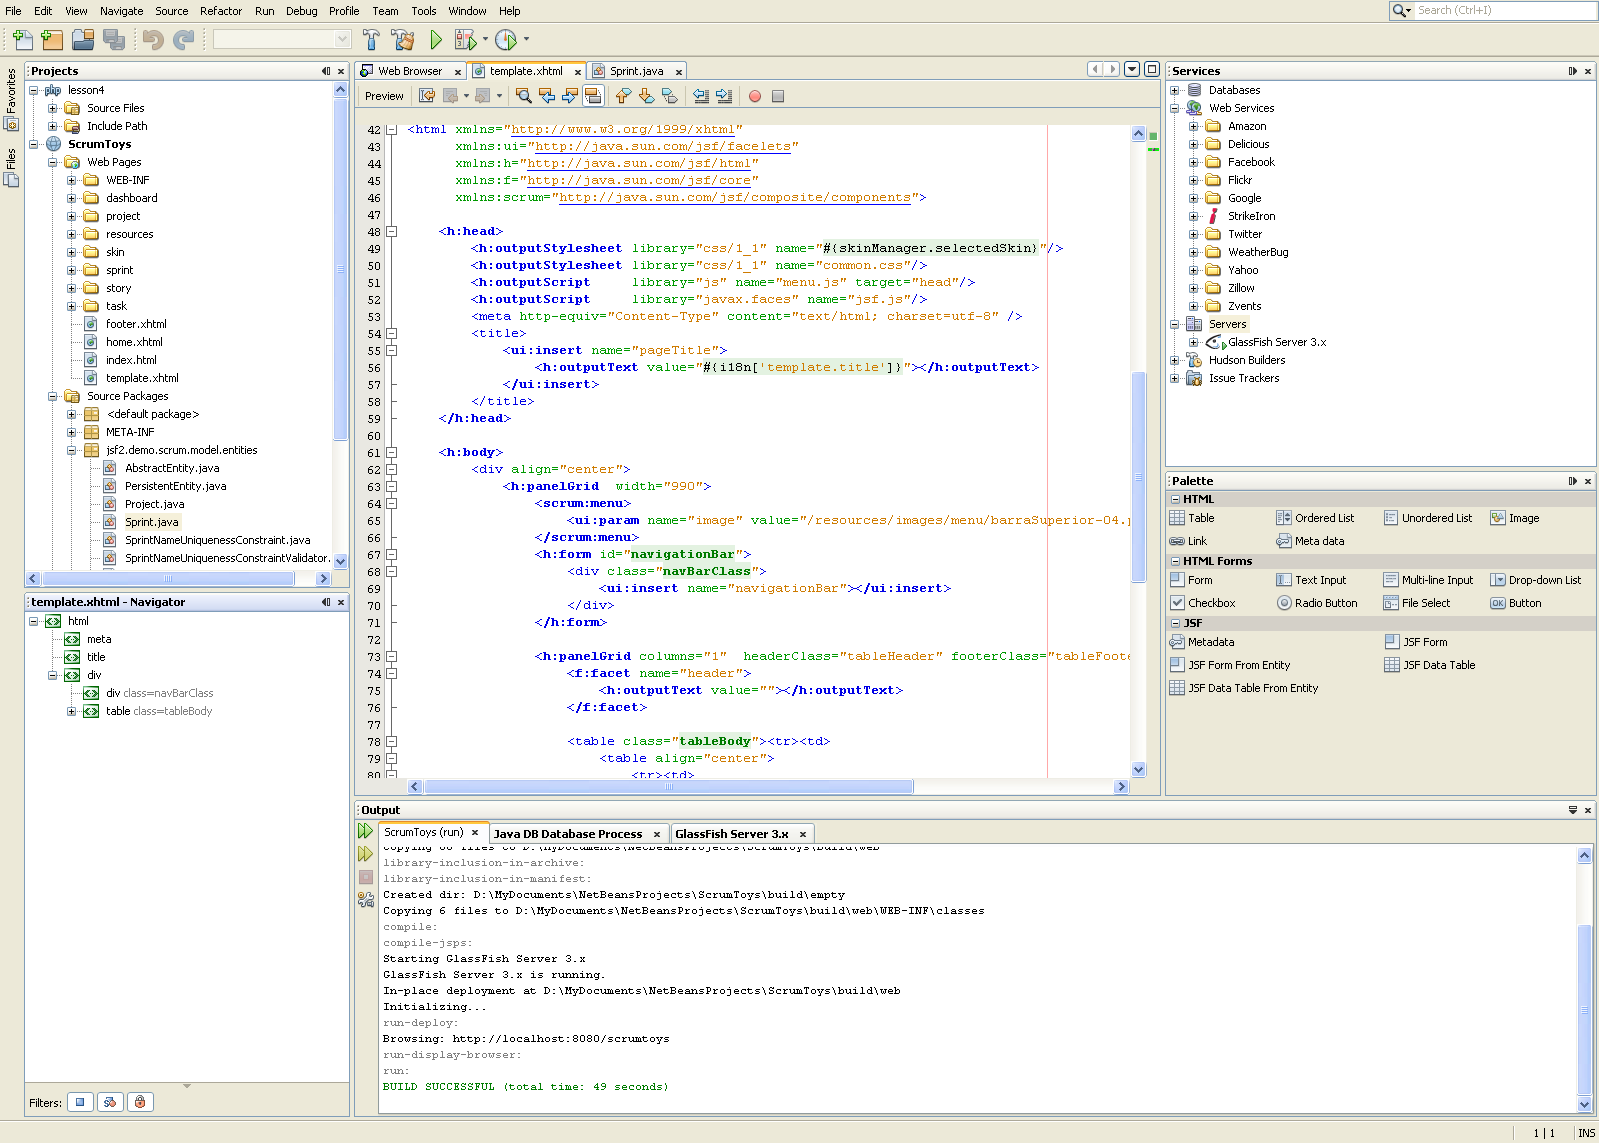 File Edit View Navigate Source Refactor Run Debug Profile Team Tools Window Help
Search (Ctrl+I)
Favorites
Files
Projects
lesson4
Source Files
Include Path
ScrumToys
Web Pages
WEB-INF
dashboard
project
resources
skin
sprint
story
task
footer.xhtml
home.xhtml
index.html
template.xhtml
Source Packages
<default package>
META-INF
jsf2.demo.scrum.model.entities
AbstractEntity.java
PersistentEntity.java
Project.java
Sprint.java
SprintNameUniquenessConstraint.java
SprintNameUniquenessConstraintValidator.
template.xhtml - Navigator
html
meta
title
div
div class=navBarClass
table class=tableBody
Filters:
Web Browser template.xhtml Sprint.java
Preview
42 <html xmlns="http://www.w3.org/1999/xhtml"
43 xmlns:ui="http://java.sun.com/jsf/facelets"
44 xmlns:h="http://java.sun.com/jsf/html"
45 xmlns:f="http://java.sun.com/jsf/core"
46 xmlns:scrum="http://java.sun.com/jsf/composite/components">
47
48 <h:head>
49 <h:outputStylesheet library="css/1_1" name="#{skinManager.selectedSkin}"/>
50 <h:outputStylesheet library="css/1_1" name="common.css"/>
51 <h:outputScript library="js" name="menu.js" target="head"/>
52 <h:outputScript library="javax.faces" name="jsf.js"/>
53 <meta http-equiv="Content-Type" content="text/html; charset=utf-8" />
54 <title>
55 <ui:insert name="pageTitle">
56 <h:outputText value="#{i18n['template.title']}"></h:outputText>
57 </ui:insert>
58 </title>
59 </h:head>
60
61 <h:body>
62 <div align="center">
63 <h:panelGrid width="990">
64 <scrum:menu>
65 <ui:param name="image" value="/resources/images/menu/barraSuperior-04.p
66 </scrum:menu>
67 <h:form id="navigationBar">
68 <div class="navBarClass">
69 <ui:insert name="navigationBar"></ui:insert>
70 </div>
71 </h:form>
72
73 <h:panelGrid columns="1" headerClass="tableHeader" footerClass="tableFoote
74 <f:facet name="header">
75 <h:outputText value=""></h:outputText>
76 </f:facet>
77
78 <table class="tableBody"><tr><td>
79 <table align="center">
80 <tr><td>
Services
Databases
Web Services
Amazon
Delicious
Facebook
Flickr
Google
StrikeIron
Twitter
WeatherBug
Yahoo
Zillow
Zvents
Servers
GlassFish Server 3.x
Hudson Builders
Issue Trackers
Palette
HTML
Table Ordered List Unordered List Image
Link Meta data
HTML Forms
Form Text Input Multi-line Input Drop-down List
Checkbox Radio Button File Select Button
JSF
Metadata JSF Form
JSF Form From Entity JSF Data Table
JSF Data Table From Entity
Output
ScrumToys (run) Java DB Database Process GlassFish Server 3.x
Copying 66 files to D:\MyDocuments\NetBeansProjects\ScrumToys\build\web
library-inclusion-in-archive:
library-inclusion-in-manifest:
Created dir: D:\MyDocuments\NetBeansProjects\ScrumToys\build\empty
Copying 6 files to D:\MyDocuments\NetBeansProjects\ScrumToys\build\web\WEB-INF\classes
compile:
compile-jsps:
Starting GlassFish Server 3.x
GlassFish Server 3.x is running.
In-place deployment at D:\MyDocuments\NetBeansProjects\ScrumToys\build\web
Initializing...
run-deploy:
Browsing: http://localhost:8080/scrumtoys
run-display-browser:
run:
BUILD SUCCESSFUL (total time: 49 seconds)
1 | 1 INS